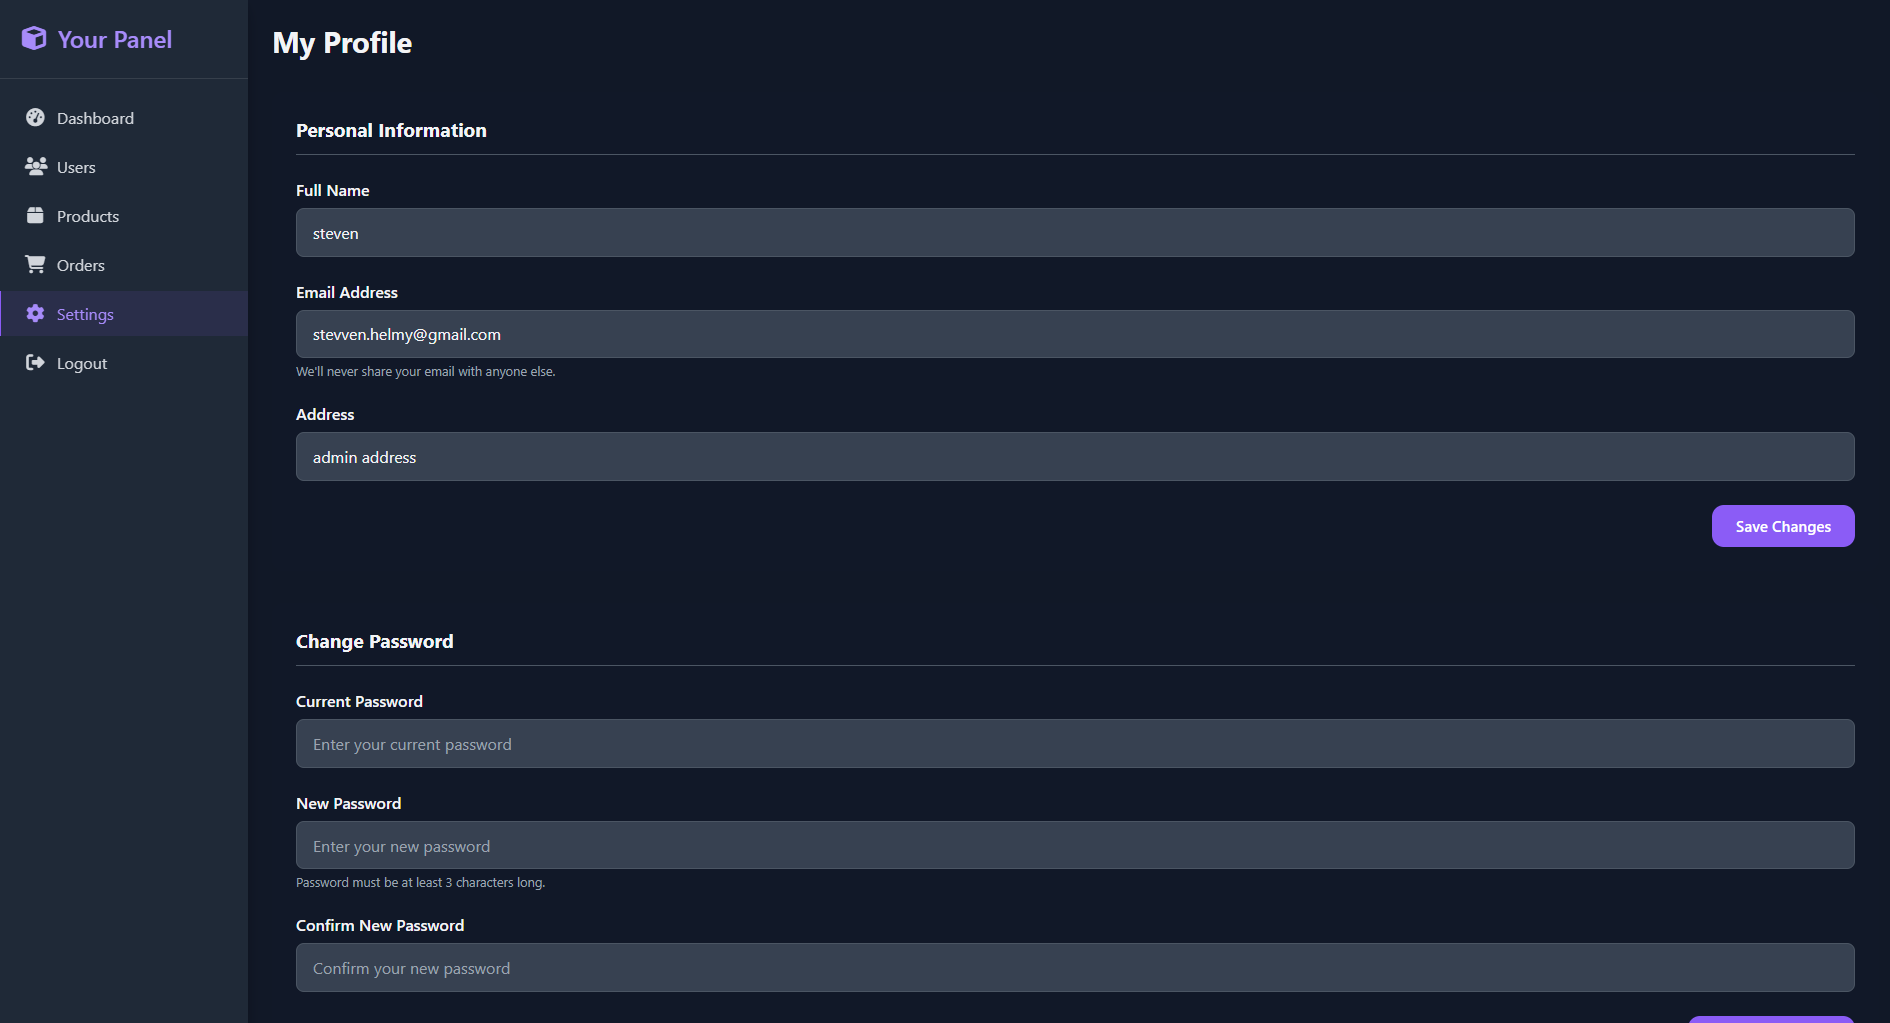 Your Panel
Dashboard
Users
Products
Orders
Settings
Logout
My Profile
Personal Information
Full Name
steven
Email Address
stevven.helmy@gmail.com
We'll never share your email with anyone else.
Address
admin address
Save Changes
Change Password
Current Password
Enter your current password
New Password
Enter your new password
Password must be at least 3 characters long.
Confirm New Password
Confirm your new password